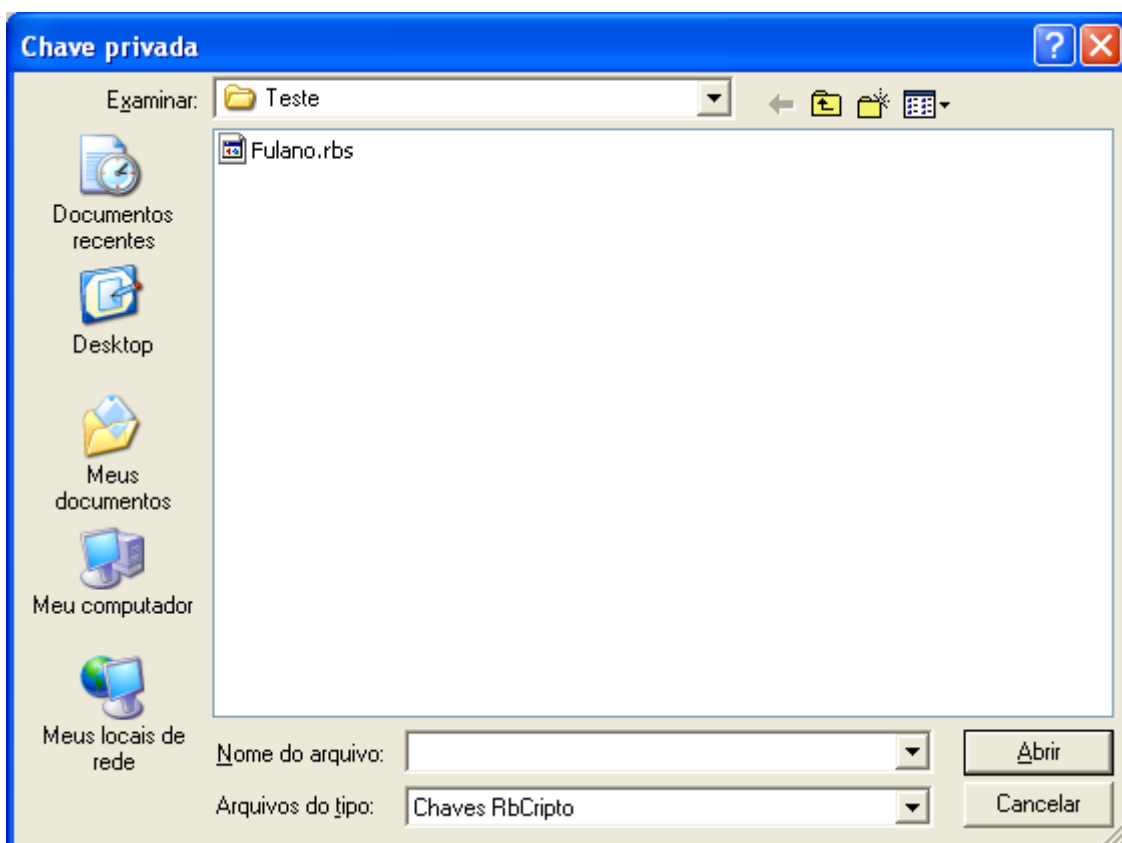 Chave privada
Examinar:
Teste
Fulano.rbs
Documentos
recentes
Desktop
Meus
documentos
Meu computador
Meus locais de
rede
Nome do arquivo:
Abrir
Arquivos do tipo:
Chaves RbCripto
Cancelar